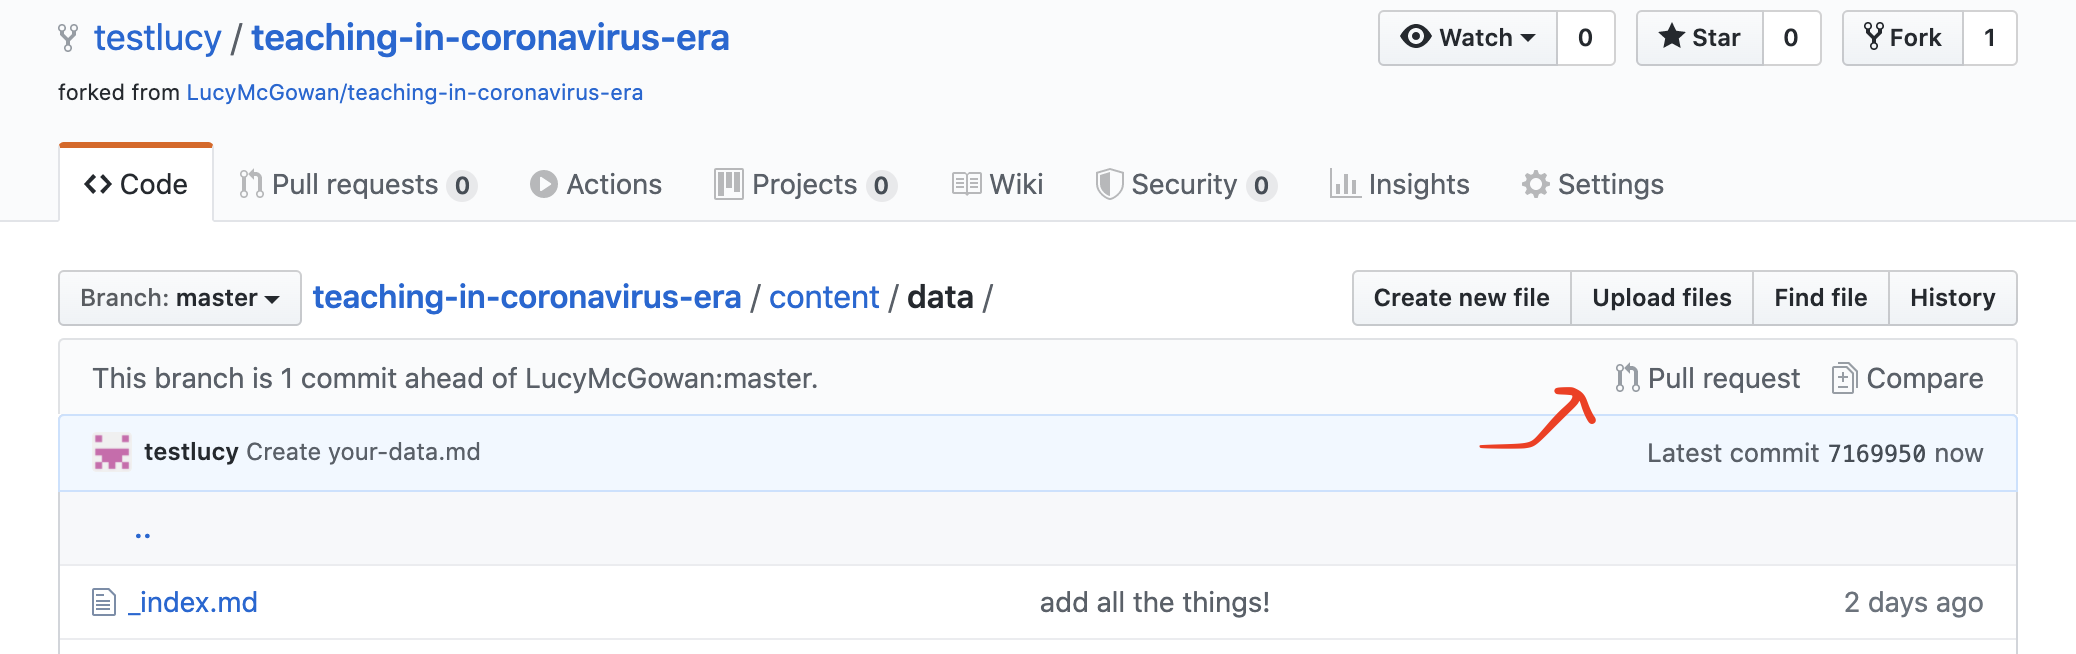 testlucy / teaching-in-coronavirus-era Watch 0 Star 0 Fork 1
forked from LucyMcGowan/teaching-in-coronavirus-era
Code Pull requests 0 Actions Projects 0 Wiki Security 0 Insights Settings
Branch: master teaching-in-coronavirus-era / content / data / Create new file Upload files Find file History
This branch is 1 commit ahead of LucyMcGowan:master. Pull request Compare
testlucy Create your-data.md Latest commit 7169950 now
..
_index.md add all the things! 2 days ago